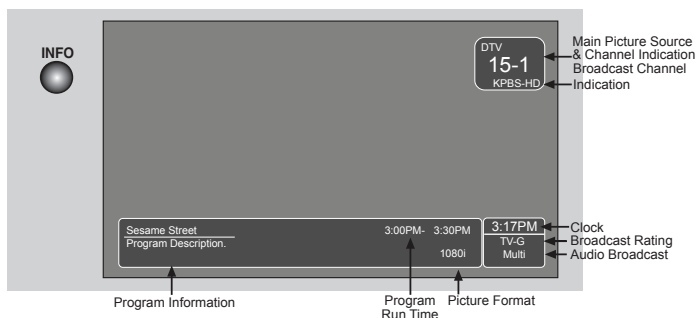 INFO
DTV
15-1
KPBS-HD
Main Picture Source
& Channel Indication
Broadcast Channel
Indication
Sesame Street
Program Description.
3:00PM- 3:30PM
1080i
3:17PM
TV-G
Multi
Clock
Broadcast Rating
Audio Broadcast
Program Information
Program
Run Time
Picture Format